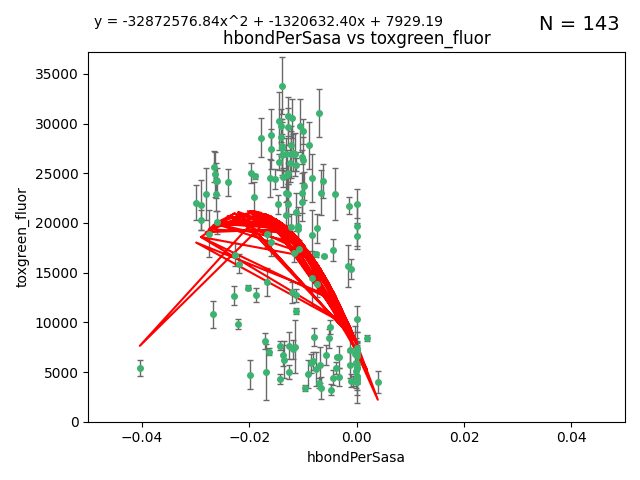 y = -32872576.84x^2 + -1320632.40x + 7929.19
N = 143
hbondPerSasa vs toxgreen_fluor
toxgreen_fluor
35000
30000
25000
20000
15000
10000
5000
0
−0.04
−0.02
0.00
0.02
0.04
hbondPerSasa